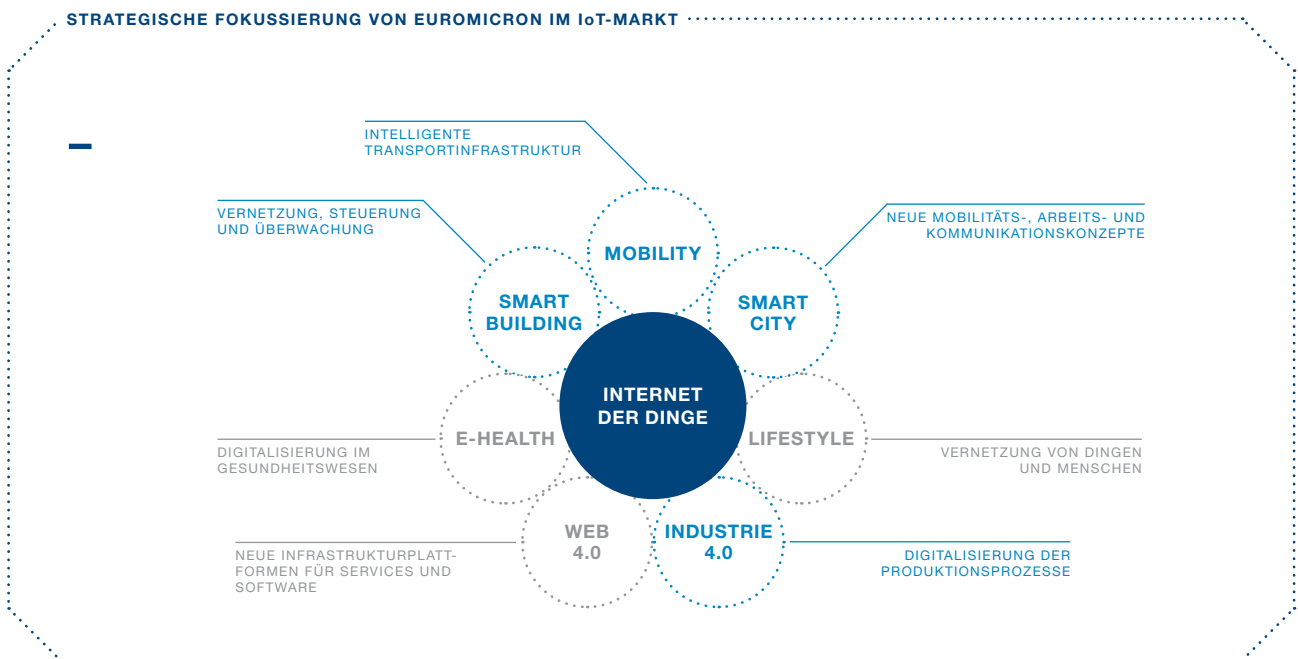 STRATEGISCHE FOKUSSIERUNG VON EUROMICRON IM IoT-MARKT
INTELLIGENTE
TRANSPORTINFRASTRUKTUR
VERNETZUNG, STEUERUNG
UND ÜBERWACHUNG
NEUE MOBILITÄTS-, ARBEITS- UND
KOMMUNIKATIONSKONZEPTE
MOBILITY
SMART
BUILDING
SMART
CITY
INTERNET
DER DINGE
E-HEALTH
LIFESTYLE
DIGITALISIERUNG IM
GESUNDHEITSWESEN
VERNETZUNG VON DINGEN
UND MENSCHEN
WEB
4.0
INDUSTRIE
4.0
NEUE INFRASTRUKTURPLATT-
FORMEN FÜR SERVICES UND
SOFTWARE
DIGITALISIERUNG DER
PRODUKTIONSPROZESSE